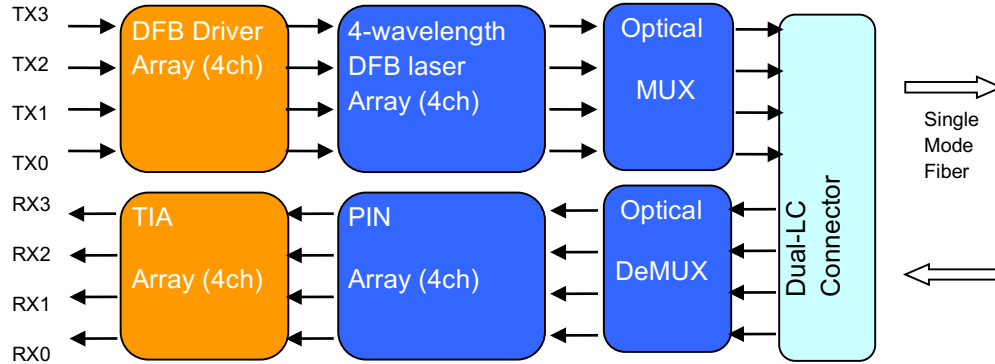 TX3
TX2
TX1
TX0
DFB Driver
Array (4ch)
4-wavelength
DFB laser
Array (4ch)
Optical
MUX
Single
Mode
Fiber
RX3
RX2
RX1
RX0
TIA
Array (4ch)
PIN
Array (4ch)
Optical
DeMUX
Dual-LC
Connector